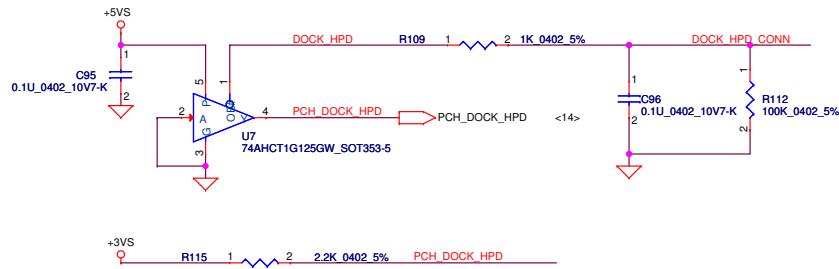 +5VS
1
C95
0.1U_0402_10V7-K
2
DOCK_HPD
R109
1
2
1K_0402_5%
DOCK_HPD_CONN
5
1
P
OE
2
A
Y
4
G
3
U7
74AHCT1G125GW_SOT353-5
PCH_DOCK_HPD
PCH_DOCK_HPD
<14>
1
C96
0.1U_0402_10V7-K
2
1
R112
100K_0402_5%
2
+3VS
R115
1
2
2.2K_0402_5%
PCH_DOCK_HPD